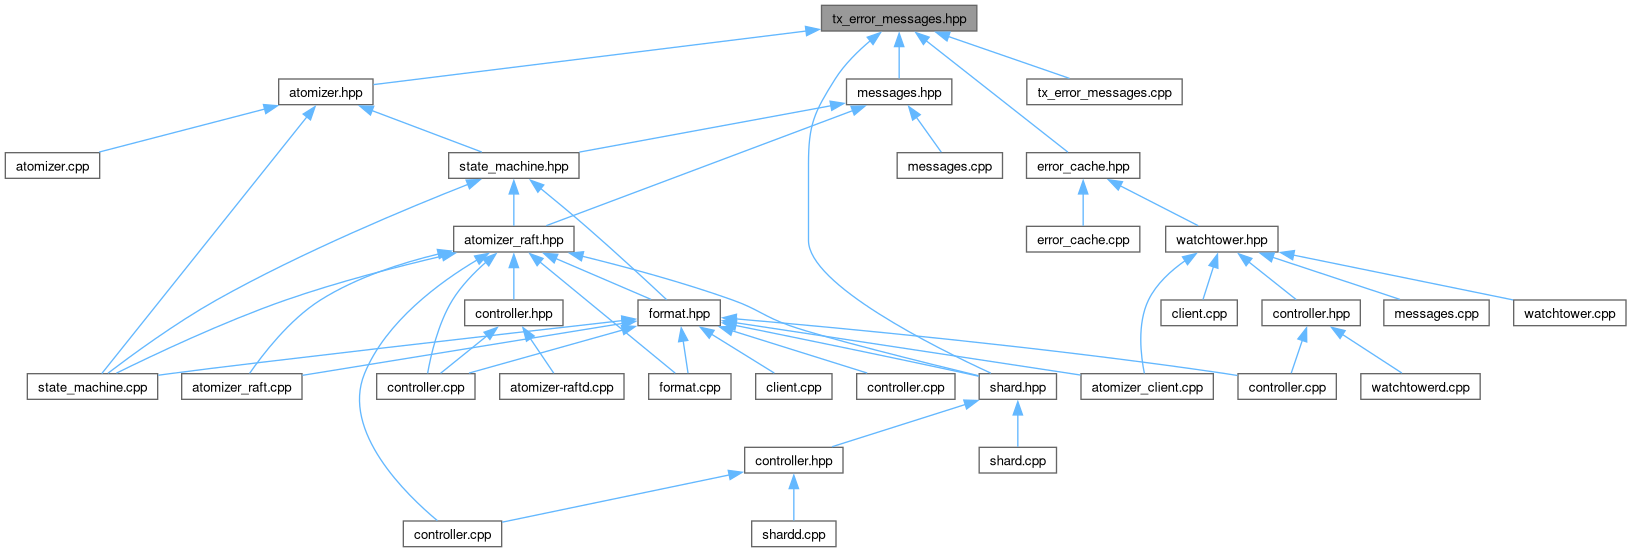 tx_error_messages.hpp
atomizer.hpp
messages.hpp
tx_error_messages.cpp
atomizer.cpp
state_machine.hpp
messages.cpp
error_cache.hpp
atomizer_raft.hpp
error_cache.cpp
watchtower.hpp
controller.hpp
format.hpp
client.cpp
controller.hpp
messages.cpp
watchtower.cpp
state_machine.cpp
atomizer_raft.cpp
controller.cpp
atomizer-raftd.cpp
format.cpp
client.cpp
controller.cpp
shard.hpp
atomizer_client.cpp
controller.cpp
watchtowerd.cpp
controller.hpp
shard.cpp
controller.cpp
shardd.cpp